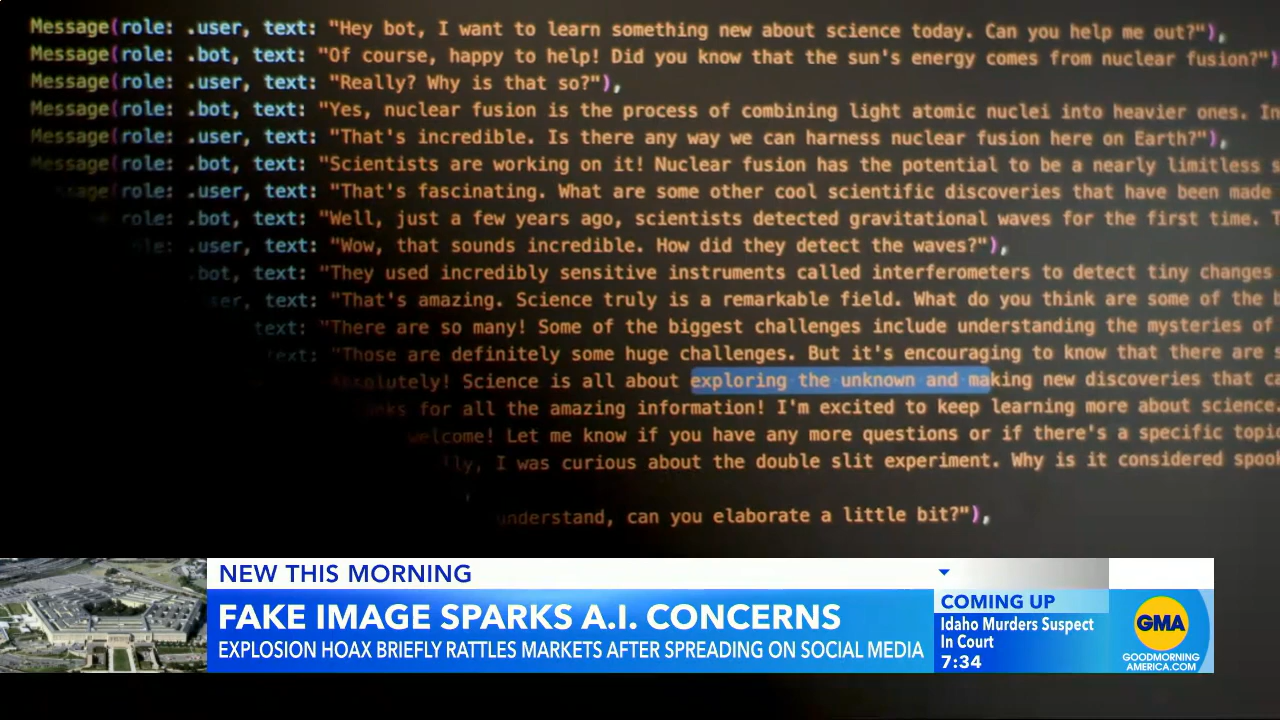 Message(role: .user, text: "Hey bot, I want to learn something new about science today. Can you help me out?"),
Message(role: .bot, text: "Of course, happy to help! Did you know that the sun's energy comes from nuclear fusion?")
Message(role: .user, text: "Really? Why is that so?"),
Message(role: .bot, text: "Yes, nuclear fusion is the process of combining light atomic nuclei into heavier ones. In
Message(role: .user, text: "That's incredible. Is there any way we can harness nuclear fusion here on Earth?"),
Message(role: .bot, text: "Scientists are working on it! Nuclear fusion has the potential to be a nearly limitless
Message(role: .user, text: "That's fascinating. What are some other cool scientific discoveries that have been made
role: .bot, text: "Well, just a few years ago, scientists detected gravitational waves for the first time.
.user, text: "Wow, that sounds incredible. How did they detect the waves?"),
.bot, text: "They used incredibly sensitive instruments called interferometers to detect tiny changes
text: "That's amazing. Science truly is a remarkable field. What do you think are some of the
text: "There are so many! Some of the biggest challenges include understanding the mysteries of
text: "Those are definitely some huge challenges. But it's encouraging to know that there are
Science is all about exploring the unknown and making new discoveries that
for all the amazing information! I'm excited to keep learning more about science.
welcome! Let me know if you have any more questions or if there's a specific topic
I was curious about the double slit experiment. Why is it considered
understand, can you elaborate a little bit?"),
NEW THIS MORNING
FAKE IMAGE SPARKS A.I. CONCERNS
EXPLOSION HOAX BRIEFLY RATTLES MARKETS AFTER SPREADING ON SOCIAL MEDIA
COMING UP
Idaho Murders Suspect
In Court
7:34
GMA
GOODMORNING
AMERICA.COM